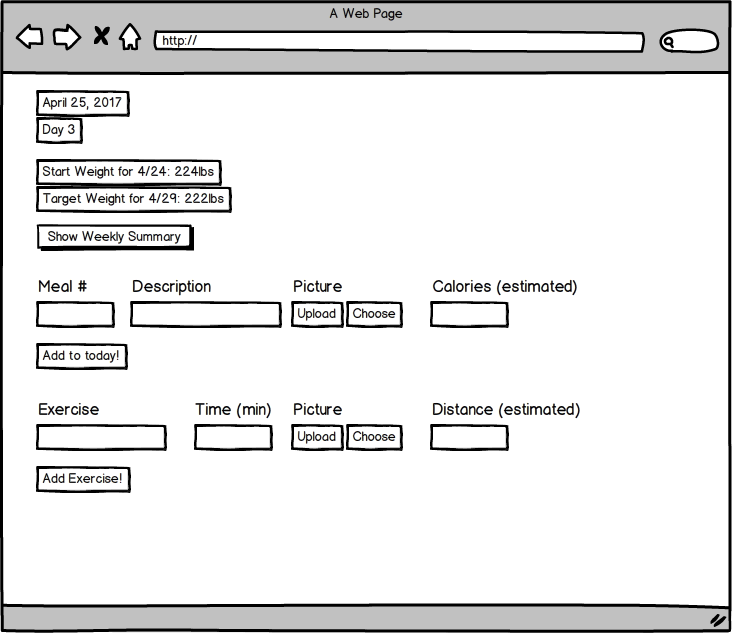 A Web Page
http://
April 25, 2017
Day 3
Start Weight for 4/24: 224lbs
Target Weight for 4/29: 222lbs
Show Weekly Summary
Meal # Description Picture Calories (estimated)
Upload Choose
Add to today!
Exercise Time (min) Picture Distance (estimated)
Upload Choose
Add Exercise!